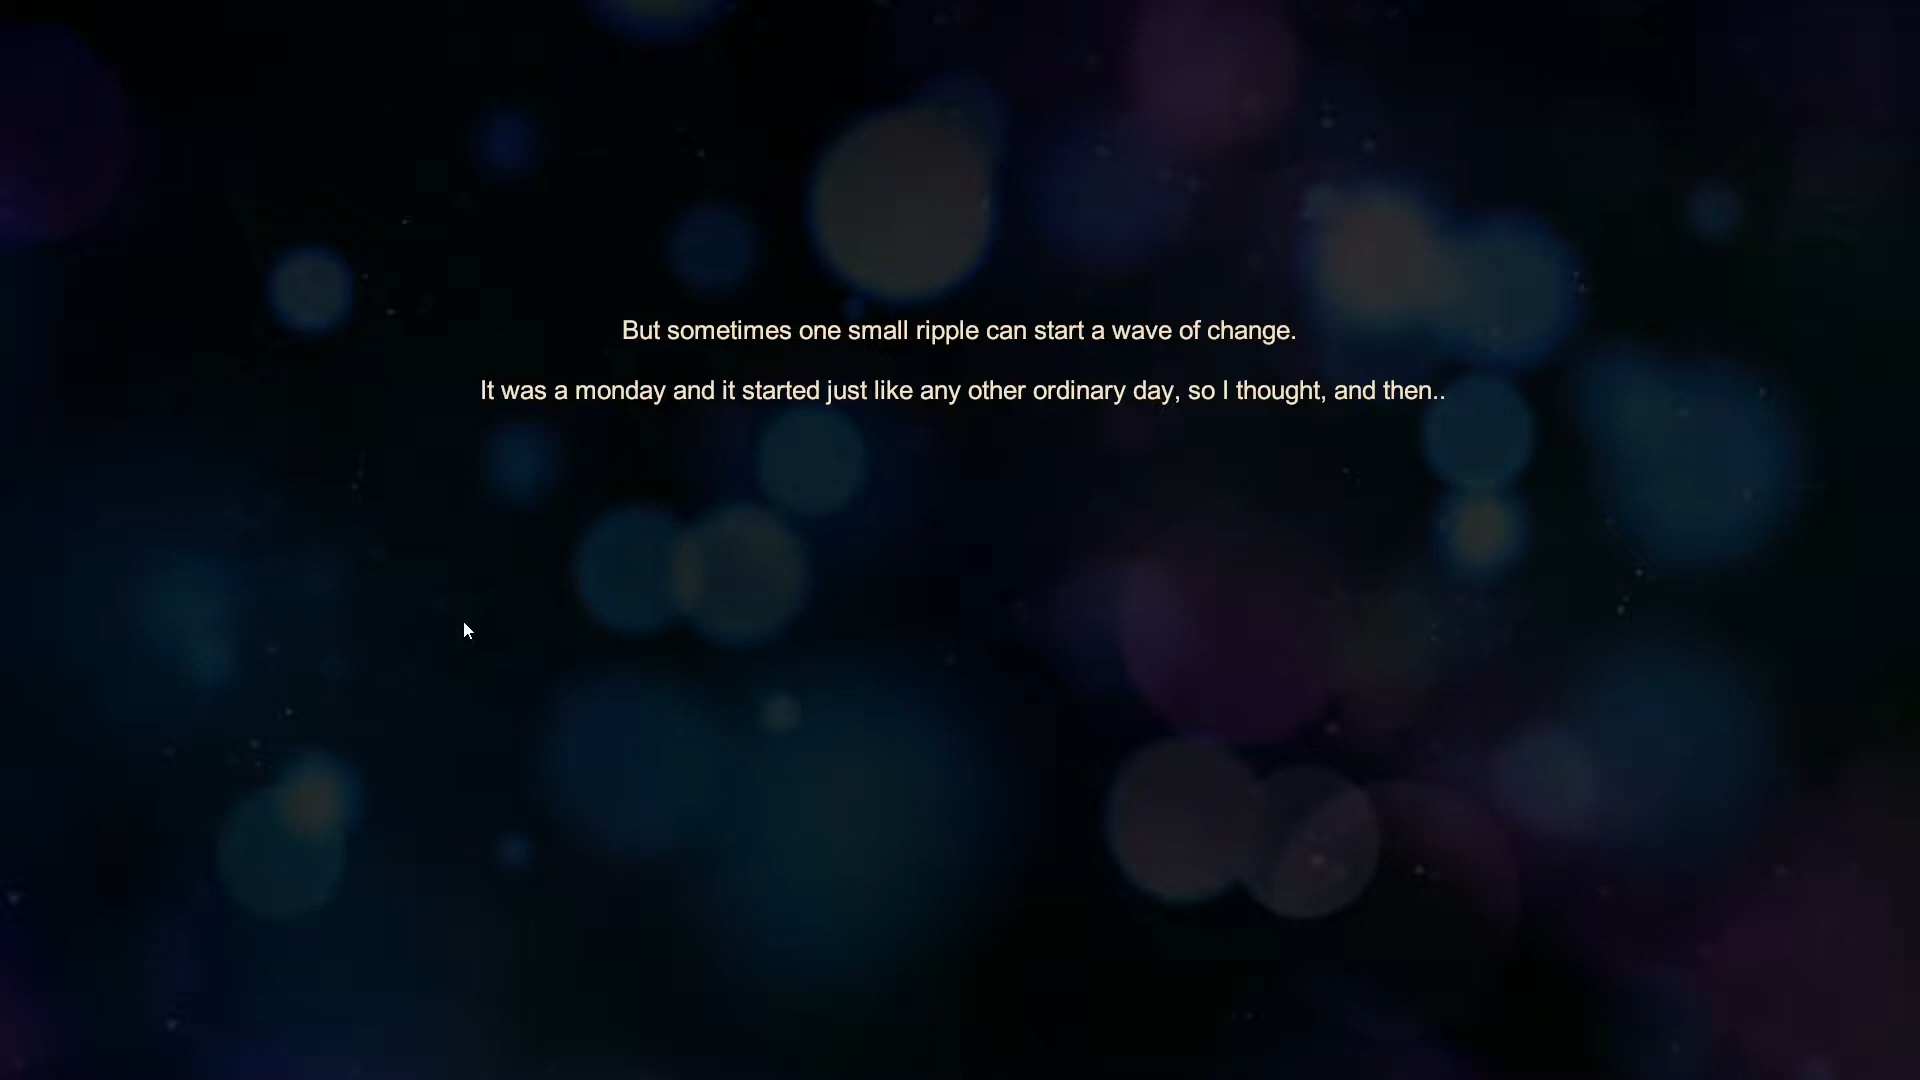 But sometimes one small ripple can start a wave of change.
It was a monday and it started just like any other ordinary day, so I thought, and then..